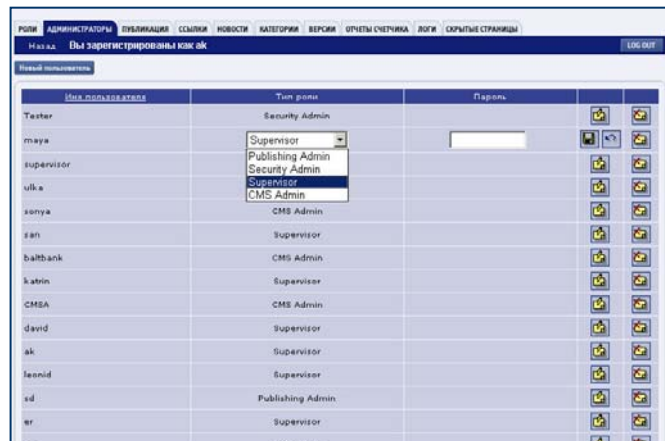 РОЛИ АДМИНИСТРАТОРЫ ПУБЛИКАЦИЯ ССЫЛКИ НОВОСТИ КАТЕГОРИИ ВЕРСИИ ОТЧЕТЫ СЧЕТЧИКА ЛОГИ СКРЫТЫЕ СТРАНИЦЫ
Назад Вы зарегистрированы как ak LOG OUT
Новый пользователь
Имя пользователя Тип роли Пароль
Tester Security Admin
maya Supervisor
Publishing Admin
Security Admin
Supervisor
CMS Admin
supervisor
ulka
sonya CMS Admin
san Supervisor
baltbank CMS Admin
katrin Supervisor
CMSA CMS Admin
david Supervisor
ak Supervisor
leonid Supervisor
sd Publishing Admin
er Supervisor